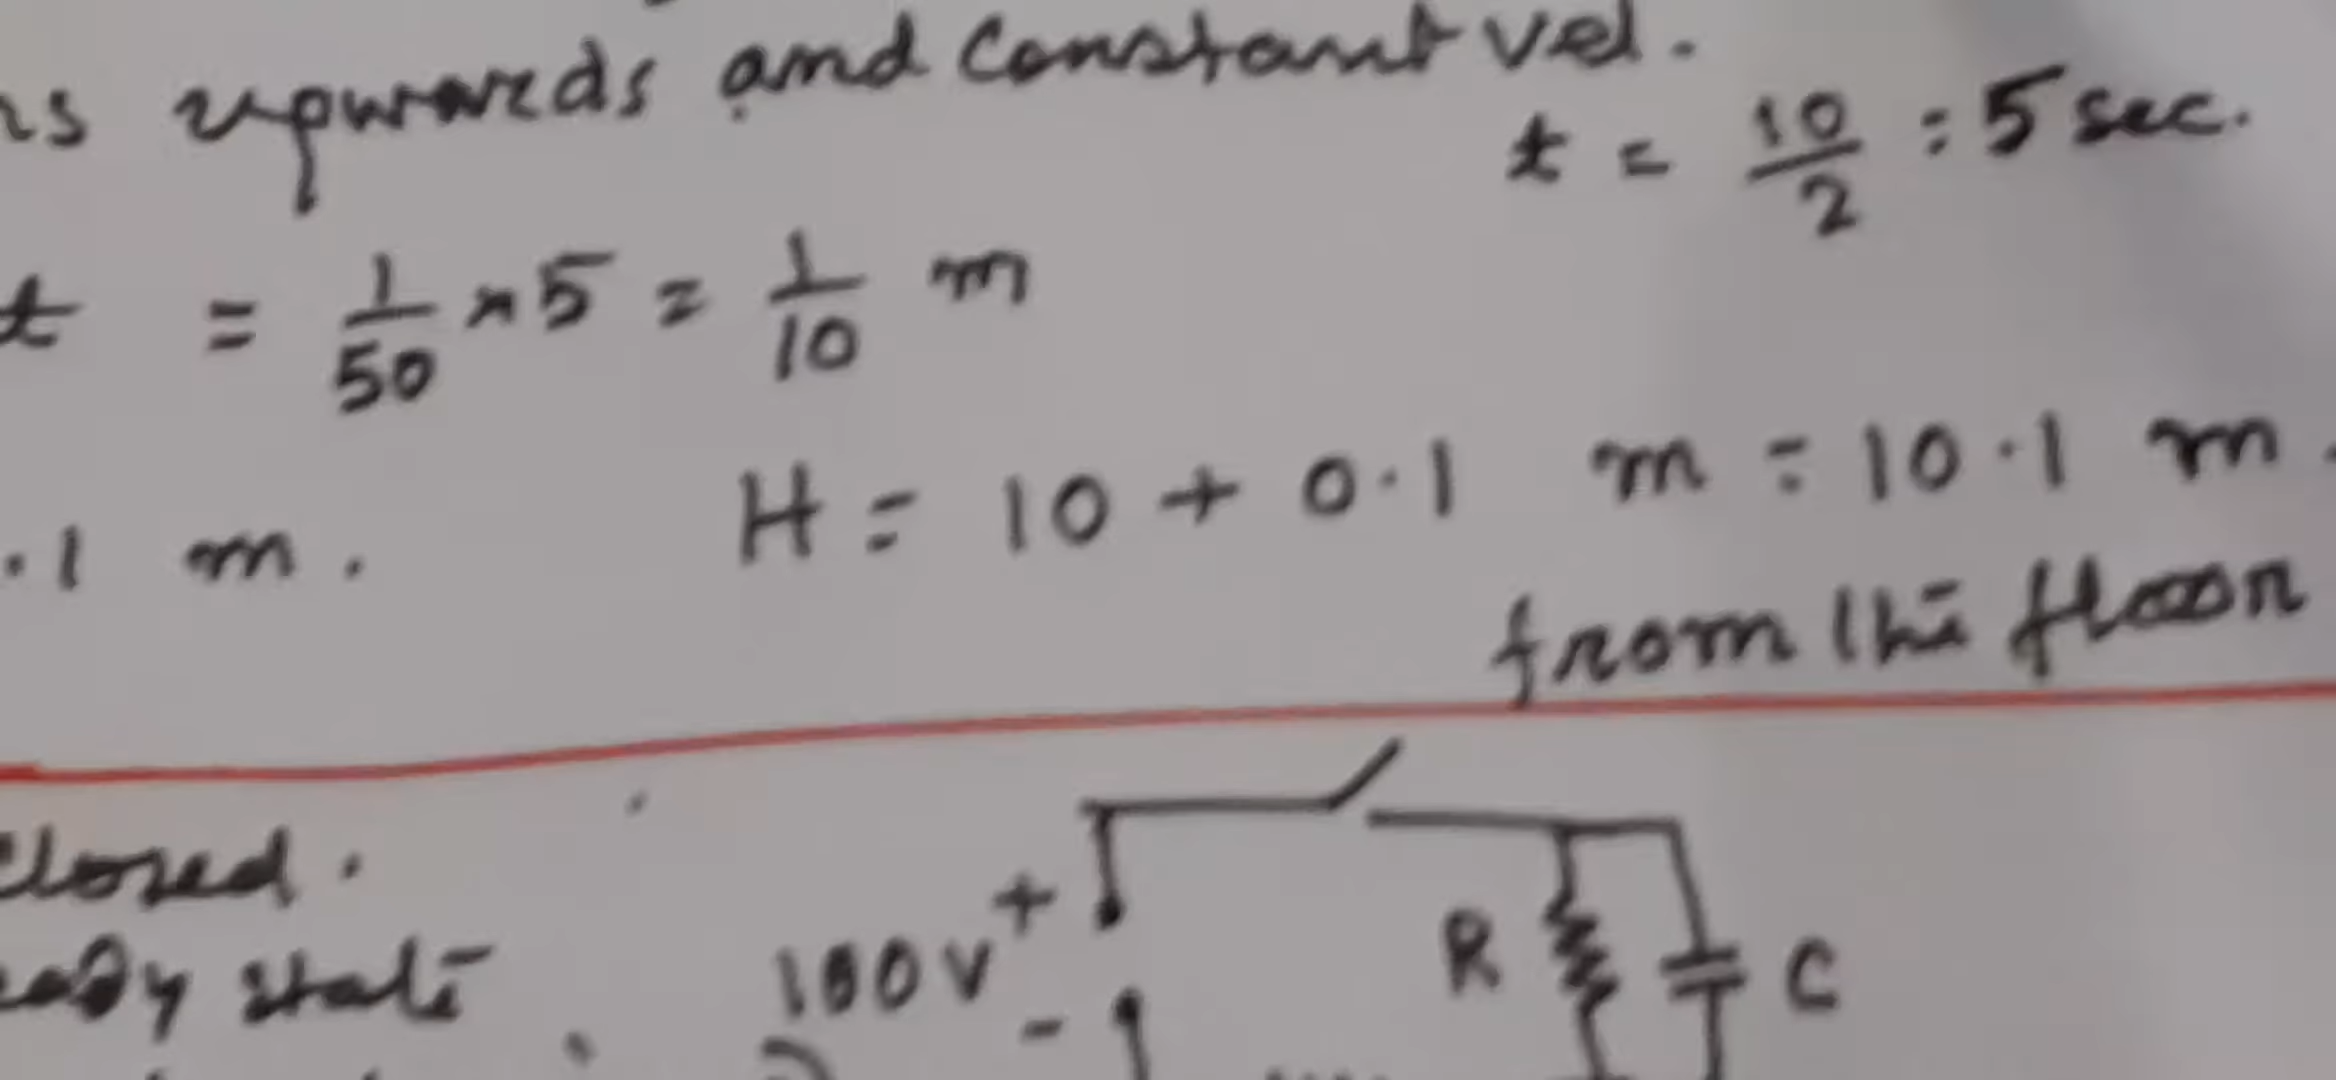 upwards and constant vel.
t = 10/2 = 5 sec.
t = 1/50 × 5 = 1/10 m
H = 10 + 0.1 m = 10.1 m.
.1 m.
from the floor
closed.
state
100V + -
R C